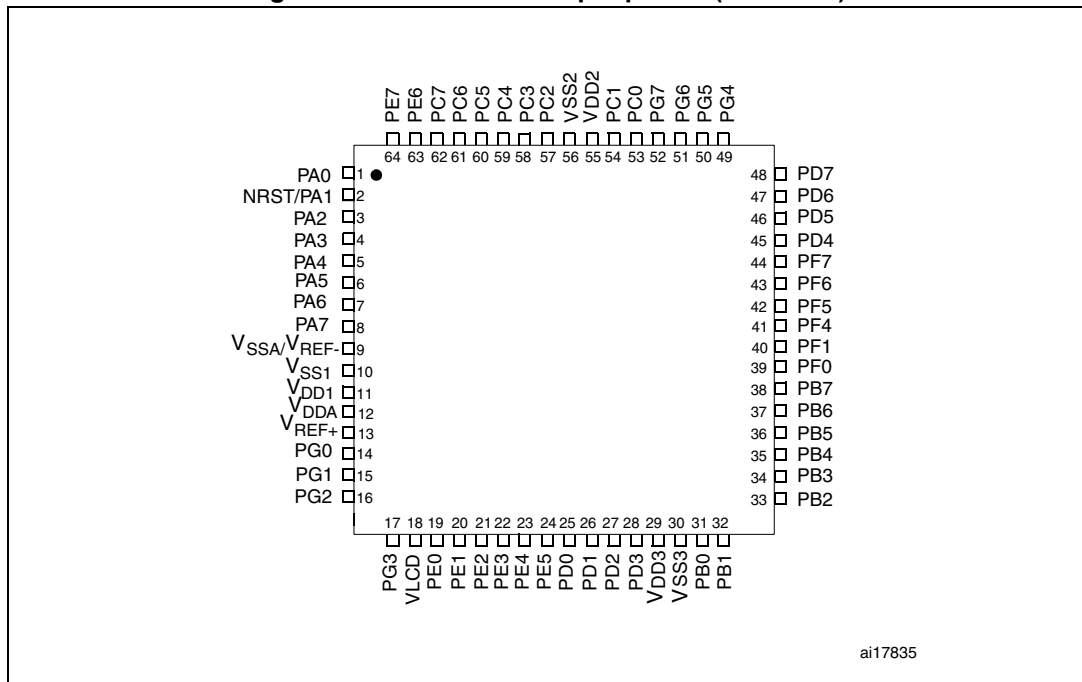 PE7
PE6
PC7
PC6
PC5
PC4
PC3
PC2
VSS2
VDD2
PC1
PC0
PG7
PG6
PG5
PG4
64 63 62 61 60 59 58 57 56 55 54 53 52 51 50 49
PA0 1
NRST/PA1 2
PA2 3
PA3 4
PA4 5
PA5 6
PA6 7
PA7 8
VSSA/VREF- 9
VSS1 10
VDD1 11
VDDA 12
VREF+ 13
PG0 14
PG1 15
PG2 16
48 PD7
47 PD6
46 PD5
45 PD4
44 PF7
43 PF6
42 PF5
41 PF4
40 PF1
39 PF0
38 PB7
37 PB6
36 PB5
35 PB4
34 PB3
33 PB2
17 18 19 20 21 22 23 24 25 26 27 28 29 30 31 32
PG3
VLCD
PE0
PE1
PE2
PE3
PE4
PE5
PD0
PD1
PD2
PD3
VDD3
VSS3
PB0
PB1
ai17835